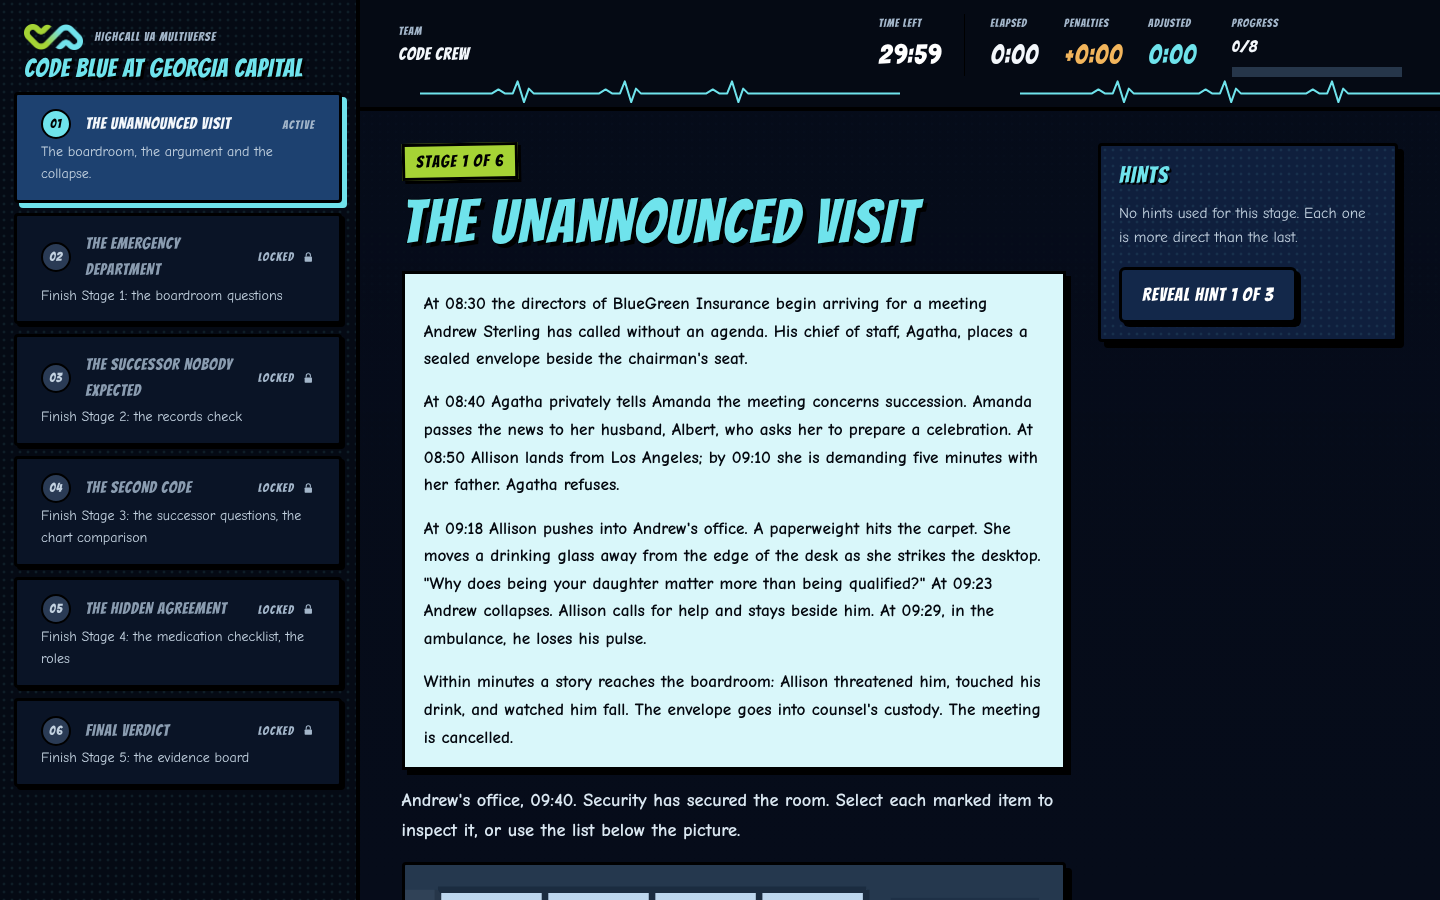 HIGHCALL VA MULTIVERSE
CODE BLUE AT GEORGIA CAPITAL
01 THE UNANNOUNCED VISIT ACTIVE
The boardroom, the argument and the
collapse.
02 THE EMERGENCY
DEPARTMENT LOCKED
Finish Stage 1: the boardroom questions
03 THE SUCCESSOR NOBODY
EXPECTED LOCKED
Finish Stage 2: the records check
04 THE SECOND CODE LOCKED
Finish Stage 3: the successor questions, the
chart comparison
05 THE HIDDEN AGREEMENT LOCKED
Finish Stage 4: the medication checklist, the
roles
06 FINAL VERDICT LOCKED
Finish Stage 5: the evidence board
TEAM
CODE CREW
TIME LEFT
29:59
ELAPSED
0:00
PENALTIES
+0:00
ADJUSTED
0:00
PROGRESS
0/8
STAGE 1 OF 6
THE UNANNOUNCED VISIT
At 08:30 the directors of BlueGreen Insurance begin arriving for a meeting
Andrew Sterling has called without an agenda. His chief of staff, Agatha, places a
sealed envelope beside the chairman's seat.
At 08:40 Agatha privately tells Amanda the meeting concerns succession. Amanda
passes the news to her husband, Albert, who asks her to prepare a celebration. At
08:50 Allison lands from Los Angeles; by 09:10 she is demanding five minutes with
her father. Agatha refuses.
At 09:18 Allison pushes into Andrew's office. A paperweight hits the carpet. She
moves a drinking glass away from the edge of the desk as she strikes the desktop.
"Why does being your daughter matter more than being qualified?" At 09:23
Andrew collapses. Allison calls for help and stays beside him. At 09:29, in the
ambulance, he loses his pulse.
Within minutes a story reaches the boardroom: Allison threatened him, touched his
drink, and watched him fall. The envelope goes into counsel's custody. The meeting
is cancelled.
Andrew's office, 09:40. Security has secured the room. Select each marked item to
inspect it, or use the list below the picture.
HINTS
No hints used for this stage. Each one
is more direct than the last.
REVEAL HINT 1 OF 3